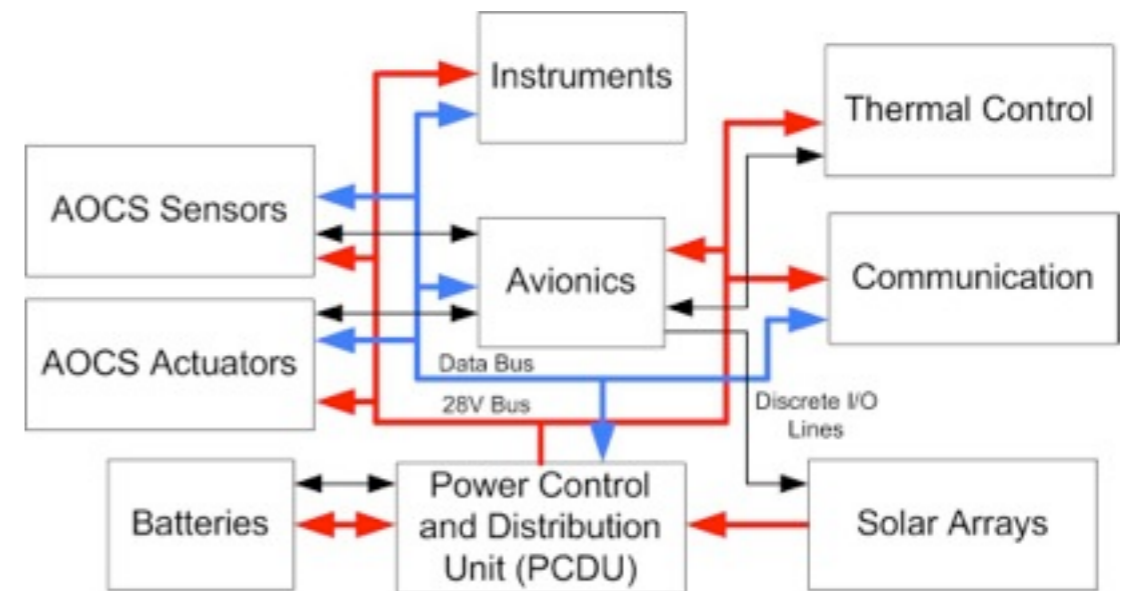 Instruments
Thermal Control
AOCS Sensors
Avionics
Communication
AOCS Actuators
Data Bus
28V Bus
Discrete I/O
Lines
Batteries
Power Control
and Distribution
Unit (PCDU)
Solar Arrays